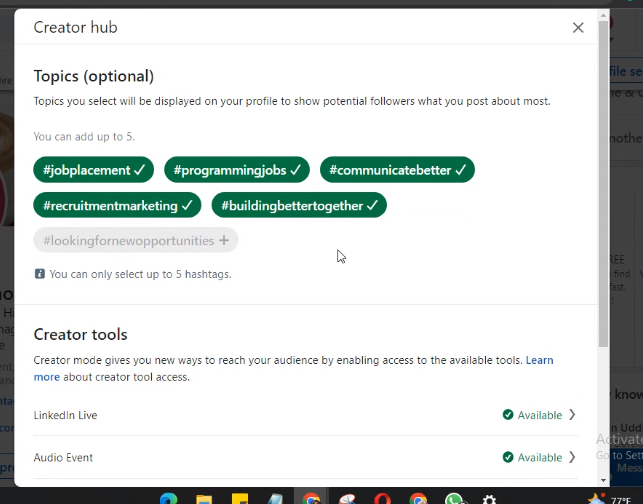 Creator hub
Topics (optional)
Topics you select will be displayed on your profile to show potential followers what you post about most.
You can add up to 5.
#jobplacement #programmingjobs #communicatebetter
#recruitmentmarketing #buildingbettertogether
#lookingfornewopportunities
You can only select up to 5 hashtags.
Creator tools
Creator mode gives you new ways to reach your audience by enabling access to the available tools. Learn
more about creator tool access.
LinkedIn Live Available
Audio Event Available
Activate
Go to Sett
Mess
77°F